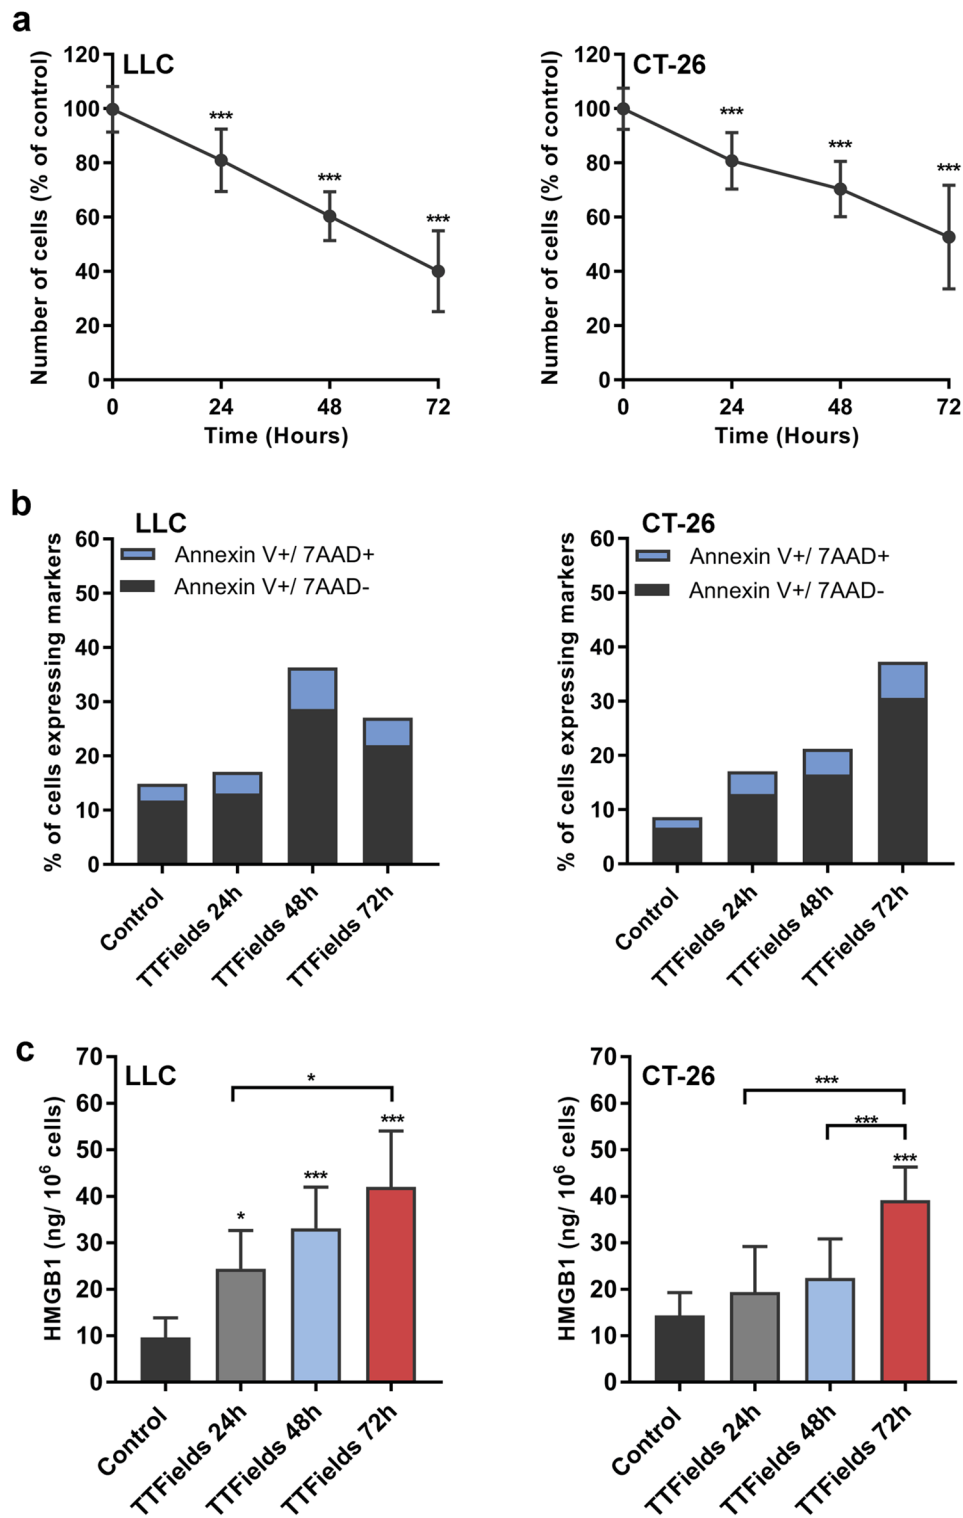 a
LLC
Number of cells (% of control)
120
100
80
60
40
20
0
***
***
***
0 24 48 72
Time (Hours)
CT-26
Number of cells (% of control)
120
100
80
60
40
20
0
***
***
***
0 24 48 72
Time (Hours)
b
LLC
Annexin V+/ 7AAD+
Annexin V+/ 7AAD-
% of cells expressing markers
60
50
40
30
20
10
0
Control
TTFields 24h
TTFields 48h
TTFields 72h
CT-26
Annexin V+/ 7AAD+
Annexin V+/ 7AAD-
% of cells expressing markers
60
50
40
30
20
10
0
Control
TTFields 24h
TTFields 48h
TTFields 72h
c
LLC
HMGB1 (ng/ 10⁶ cells)
70
60
50
40
30
20
10
0
*
***
***
*
Control
TTFields 24h
TTFields 48h
TTFields 72h
CT-26
HMGB1 (ng/ 10⁶ cells)
70
60
50
40
30
20
10
0
***
***
***
Control
TTFields 24h
TTFields 48h
TTFields 72h